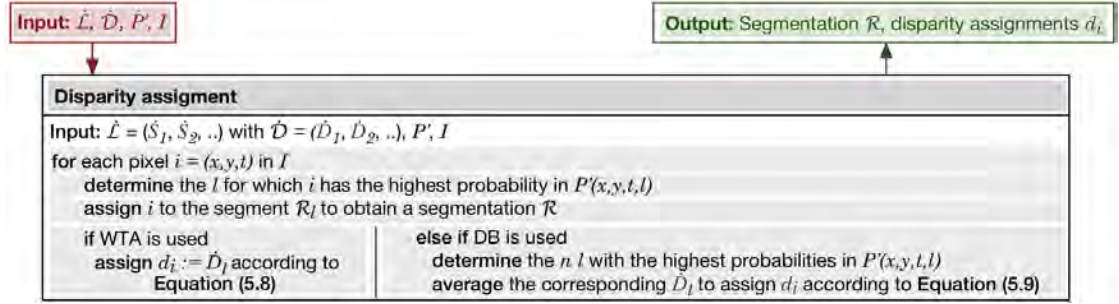 Input: ℒ̇, 𝒟̇, Ṗ', I
Output: Segmentation ℛ, disparity assignments dᵢ
Disparity assigment
Input: ℒ̇ = (Ṡ₁, Ṡ₂, ..) with 𝒟̇ = (Ḋ₁, Ḋ₂, ..), P', I
for each pixel i = (x,y,t) in I
determine the l for which i has the highest probability in P'(x,y,t,l)
assign i to the segment ℛₗ to obtain a segmentation ℛ
if WTA is used
assign dᵢ := Ḋₗ according to
Equation (5.8)
else if DB is used
determine the n l with the highest probabilities in P'(x,y,t,l)
average the corresponding Ḋₗ to assign dᵢ according to Equation (5.9)